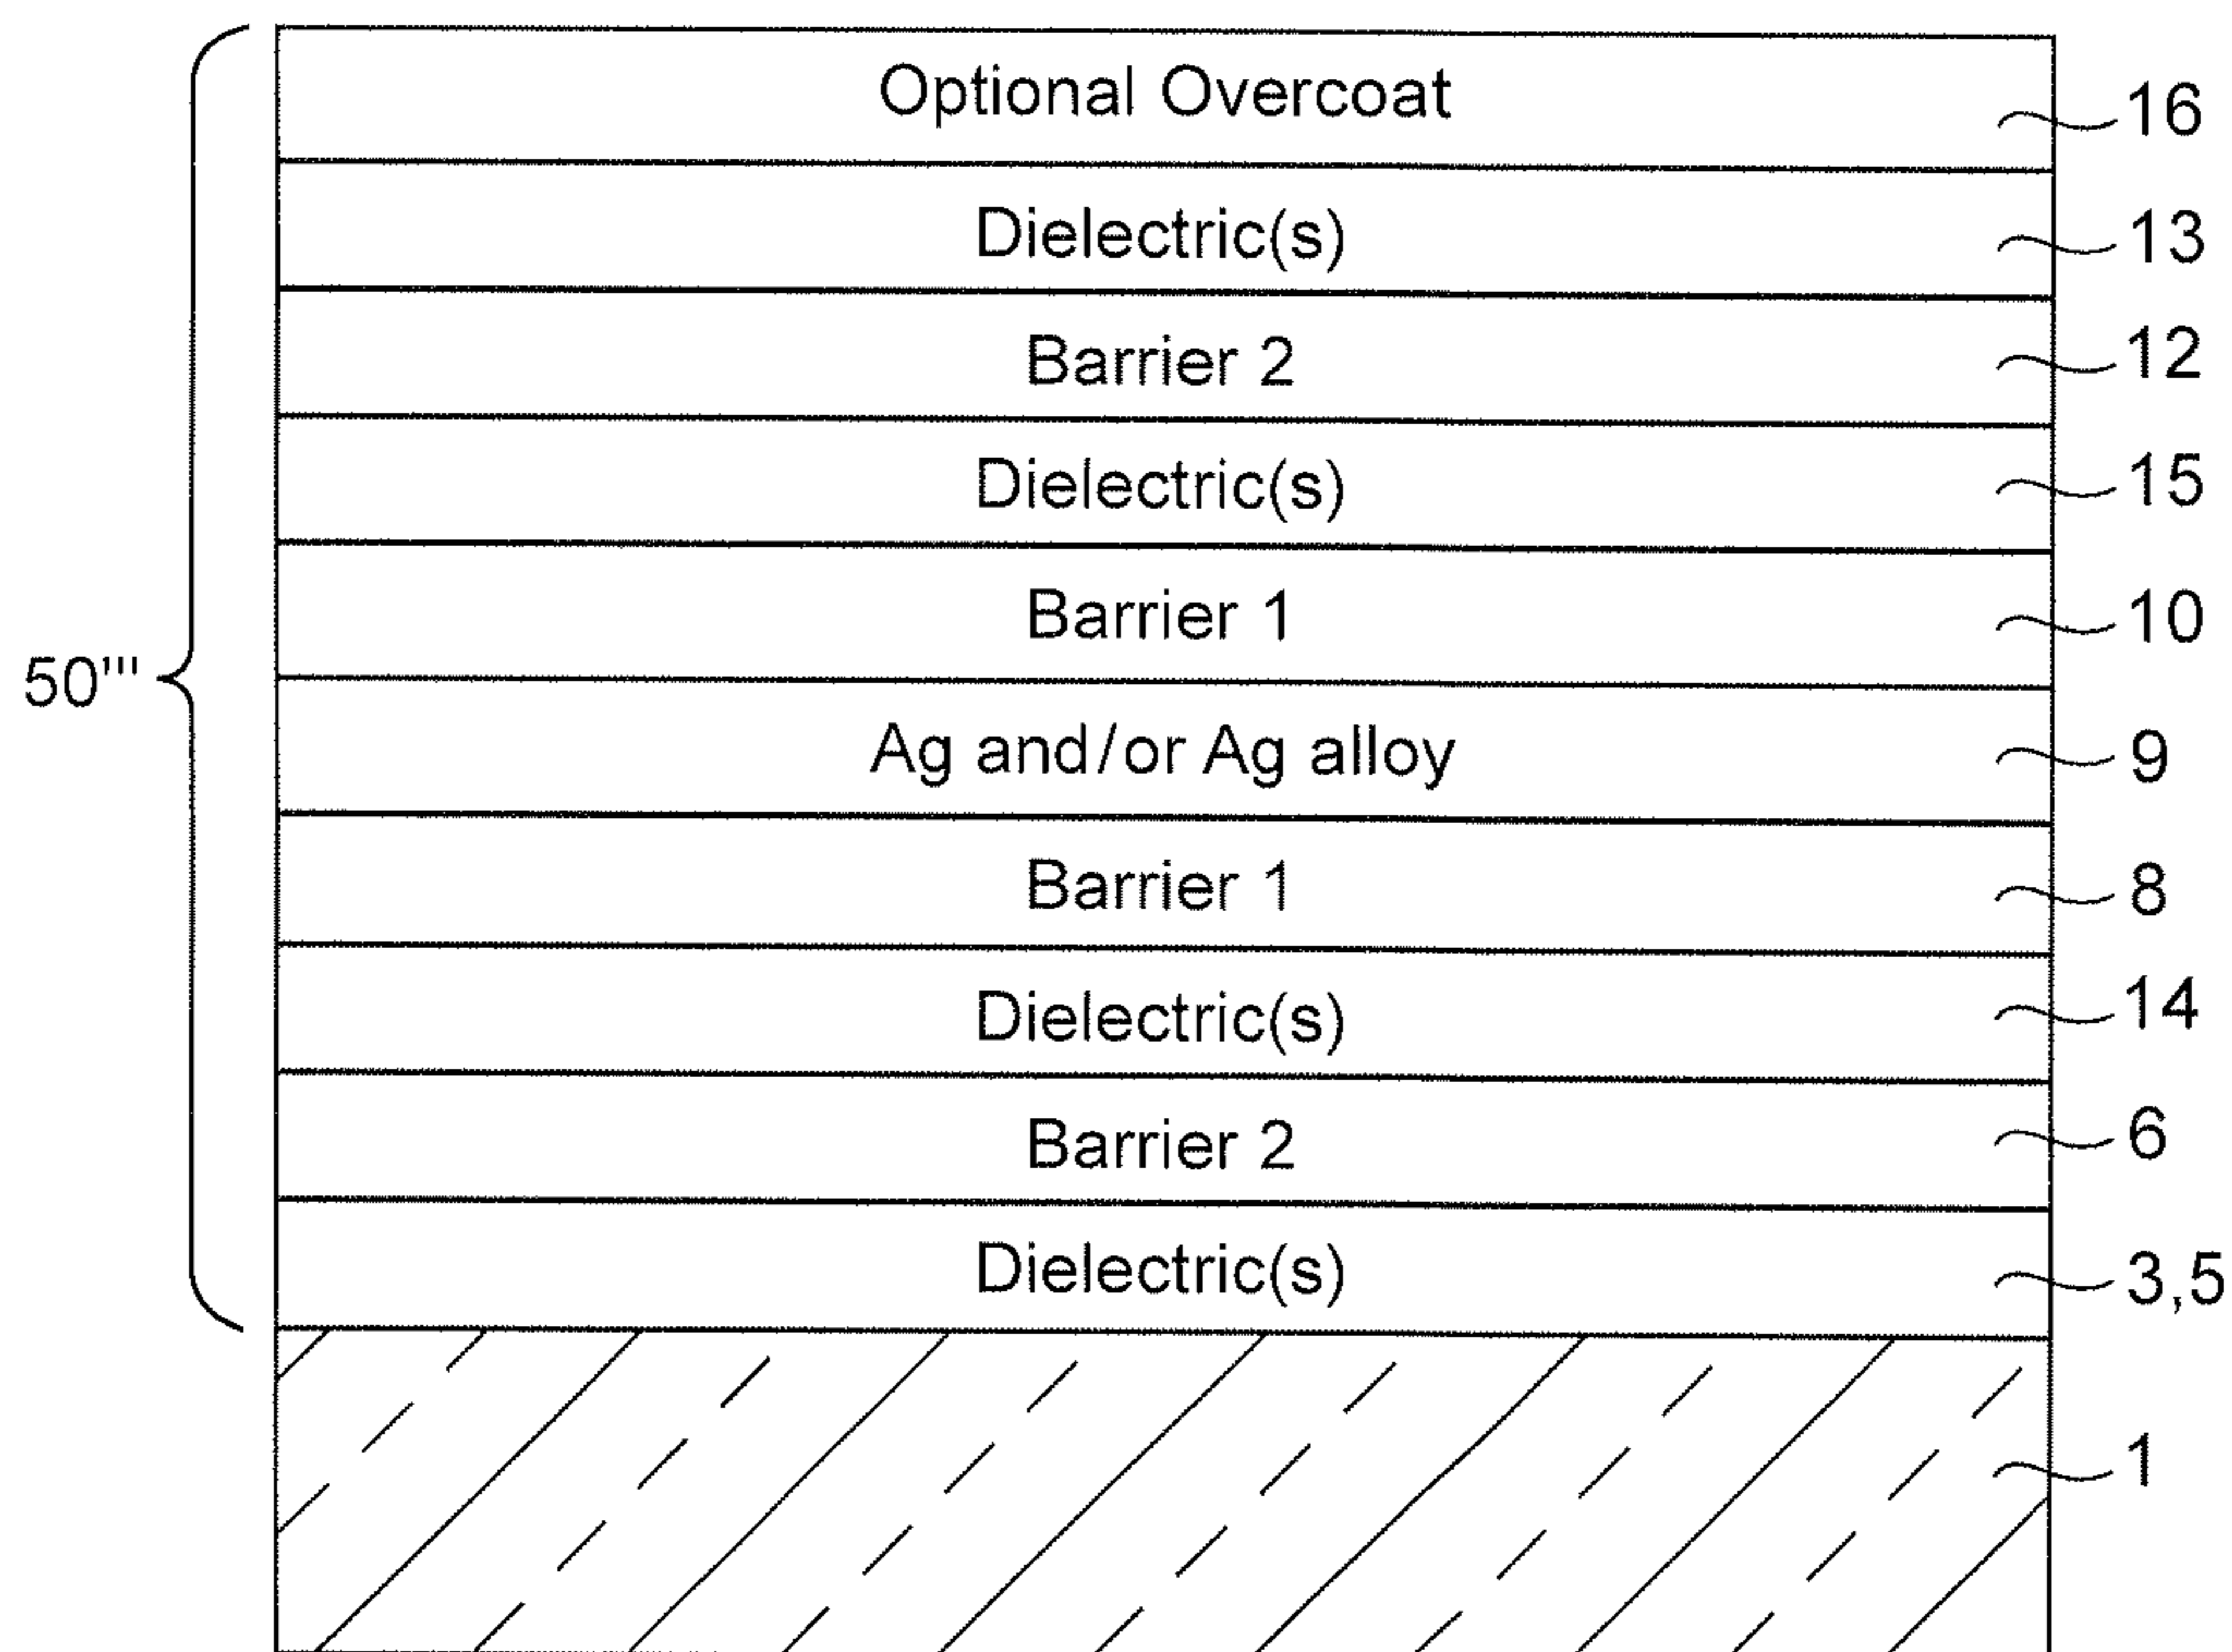 Optional Overcoat 16
Dielectric(s) 13
Barrier 2 12
Dielectric(s) 15
Barrier 1 10
50'''
Ag and/or Ag alloy 9
Barrier 1 8
Dielectric(s) 14
Barrier 2 6
Dielectric(s) 3,5
1